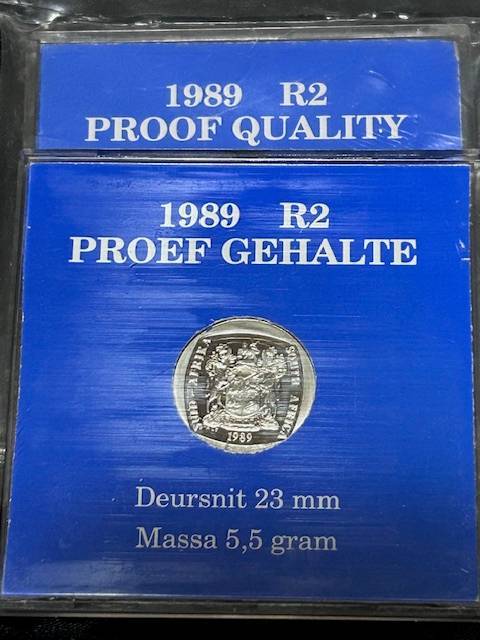 1989 R2
PROOF QUALITY
1989 R2
PROEF GEHALTE
SUID AFRIKA SOUTH AFRICA
1989
Deursnit 23 mm
Massa 5,5 gram